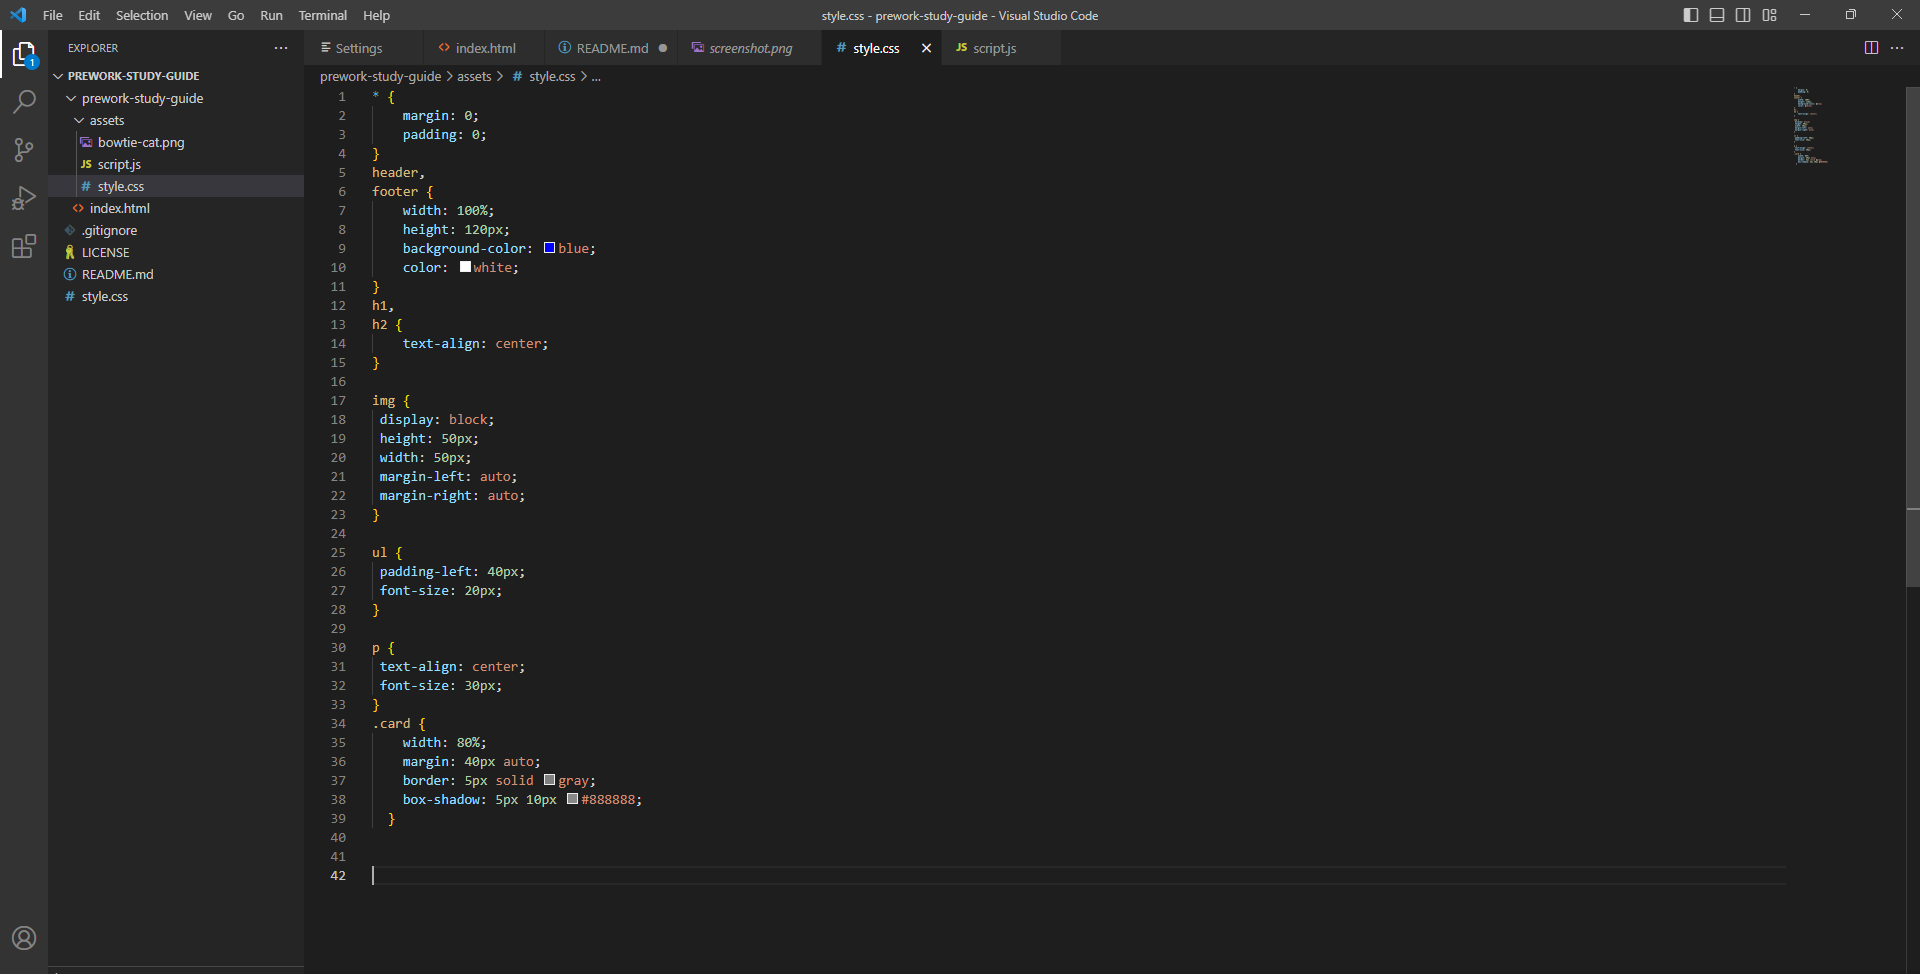 File Edit Selection View Go Run Terminal Help
style.css - prework-study-guide - Visual Studio Code
EXPLORER
PREWORK-STUDY-GUIDE
prework-study-guide
assets
bowtie-cat.png
JS script.js
# style.css
<> index.html
.gitignore
LICENSE
README.md
# style.css
1
Settings
<> index.html
README.md
screenshot.png
# style.css
JS script.js
prework-study-guide > assets > # style.css > ...
1 * {
2 margin: 0;
3 padding: 0;
4 }
5 header,
6 footer {
7 width: 100%;
8 height: 120px;
9 background-color: blue;
10 color: white;
11 }
12 h1,
13 h2 {
14 text-align: center;
15 }
16
17 img {
18 display: block;
19 height: 50px;
20 width: 50px;
21 margin-left: auto;
22 margin-right: auto;
23 }
24
25 ul {
26 padding-left: 40px;
27 font-size: 20px;
28 }
29
30 p {
31 text-align: center;
32 font-size: 30px;
33 }
34 .card {
35 width: 80%;
36 margin: 40px auto;
37 border: 5px solid gray;
38 box-shadow: 5px 10px #888888;
39 }
40
41
42